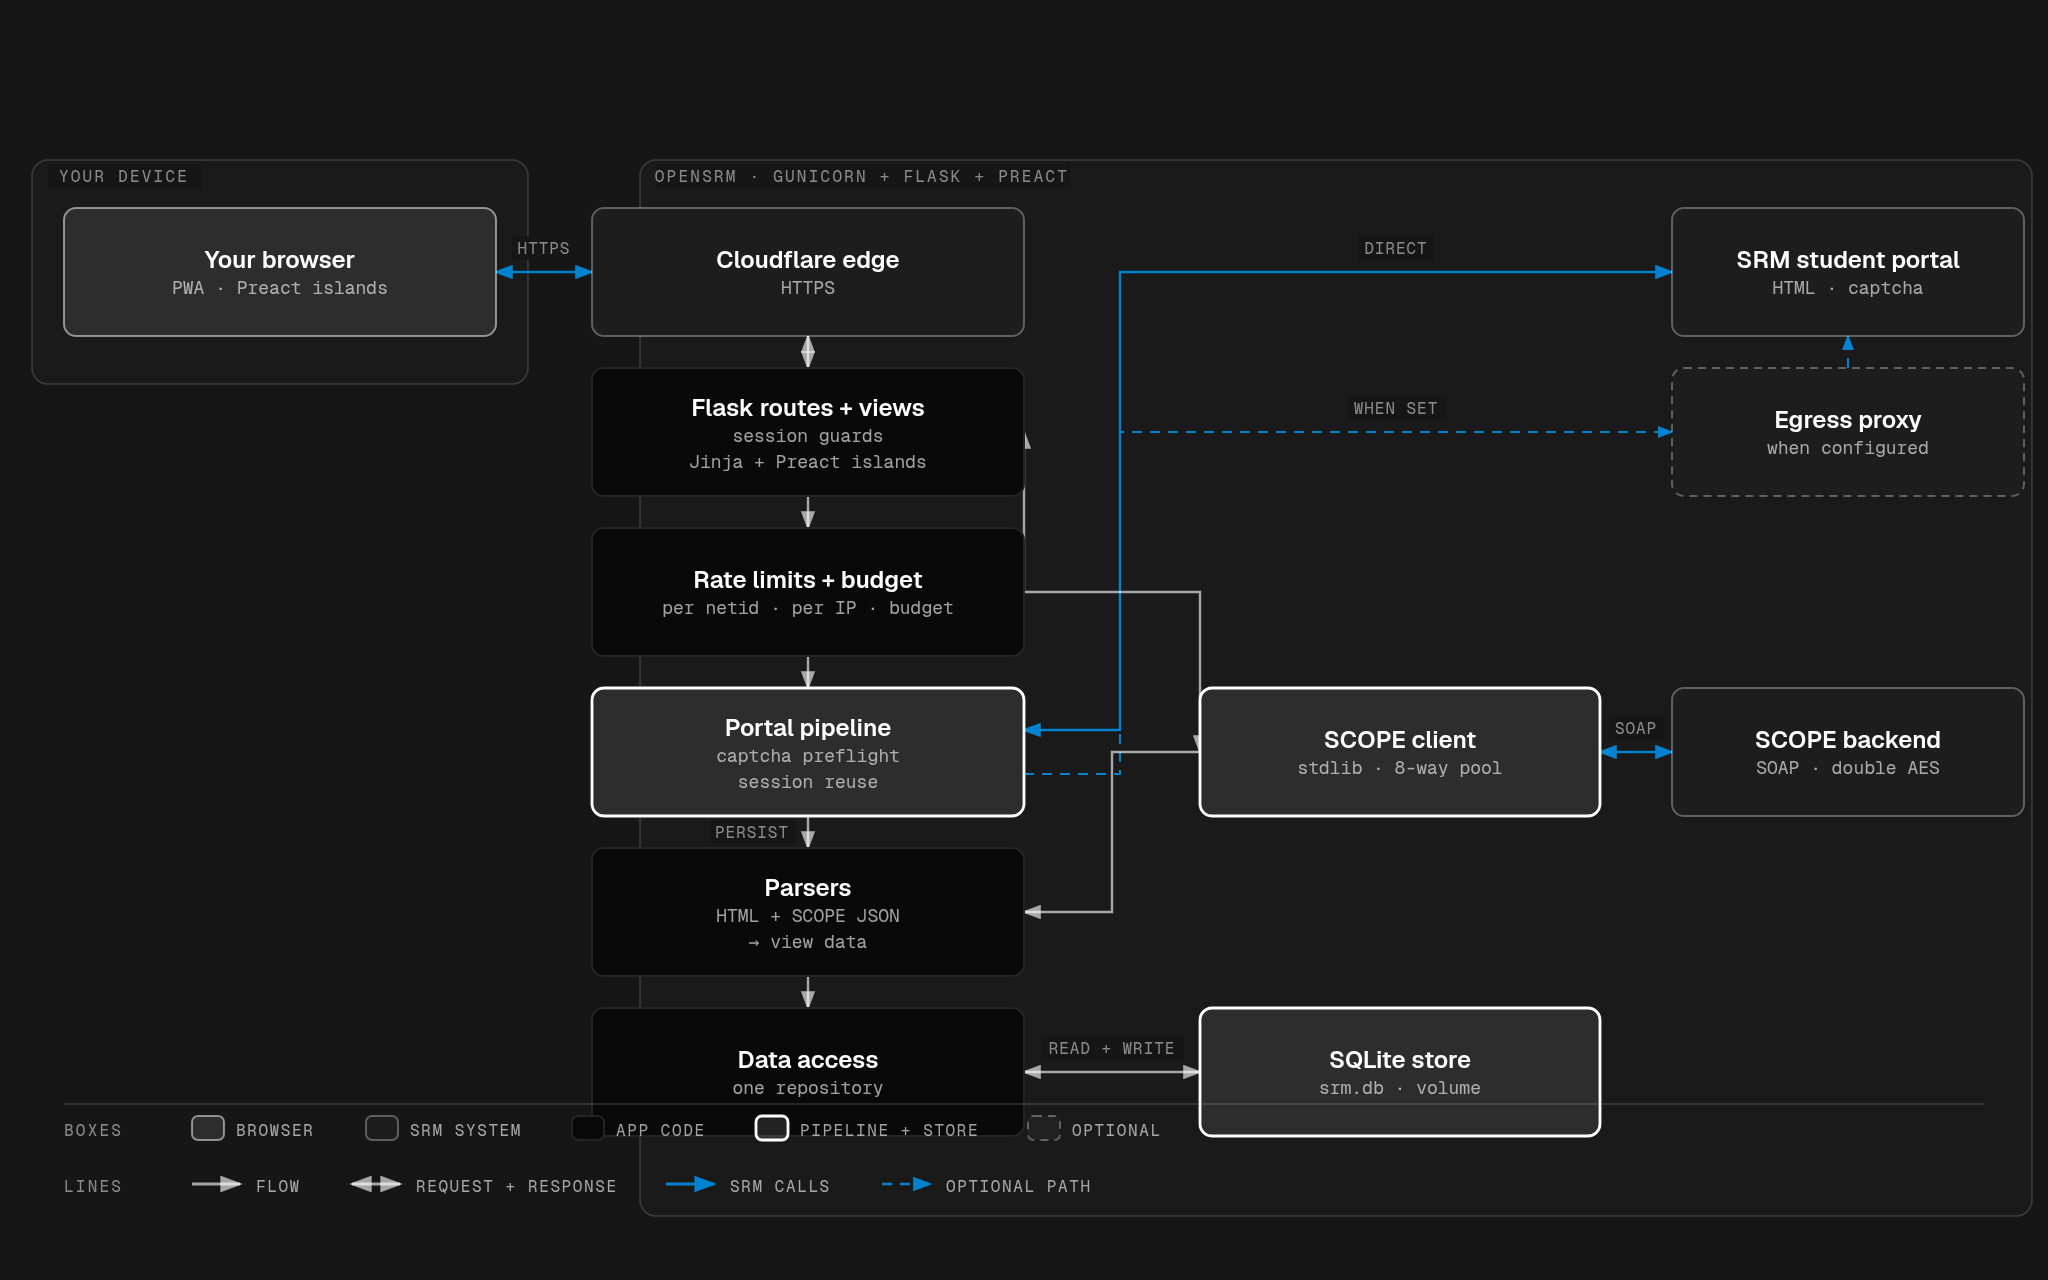 YOUR DEVICE
OPENSRM · GUNICORN + FLASK + PREACT
Your browser
PWA · Preact islands
HTTPS
Cloudflare edge
HTTPS
DIRECT
SRM student portal
HTML · captcha
Flask routes + views
session guards
Jinja + Preact islands
WHEN SET
Egress proxy
when configured
Rate limits + budget
per netid · per IP · budget
Portal pipeline
captcha preflight
session reuse
SCOPE client
stdlib · 8-way pool
SOAP
SCOPE backend
SOAP · double AES
PERSIST
Parsers
HTML + SCOPE JSON
→ view data
Data access
one repository
READ + WRITE
SQLite store
srm.db · volume
BOXES
BROWSER
SRM SYSTEM
APP CODE
PIPELINE + STORE
OPTIONAL
LINES
FLOW
REQUEST + RESPONSE
SRM CALLS
OPTIONAL PATH